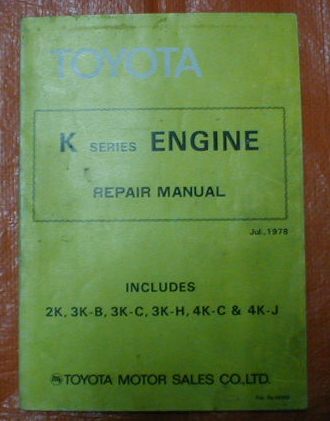 TOYOTA
K SERIES ENGINE
REPAIR MANUAL
Jul.,1978
INCLUDES
2K, 3K-B, 3K-C, 3K-H, 4K-C & 4K-J
TOYOTA MOTOR SALES CO.,LTD.